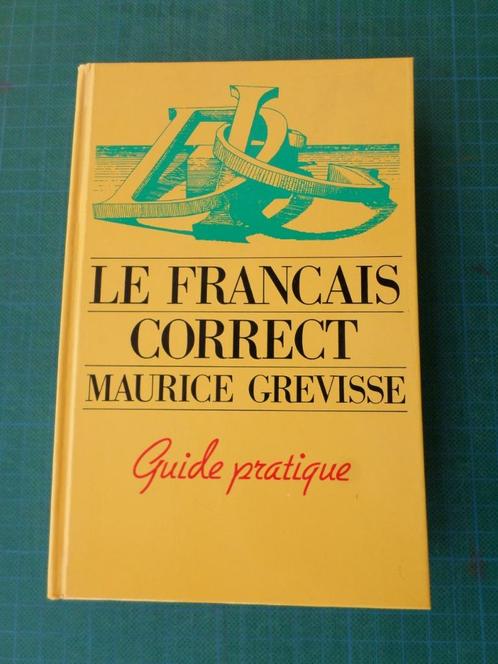 LE FRANCAIS
CORRECT
MAURICE GREVISSE
Guide pratique